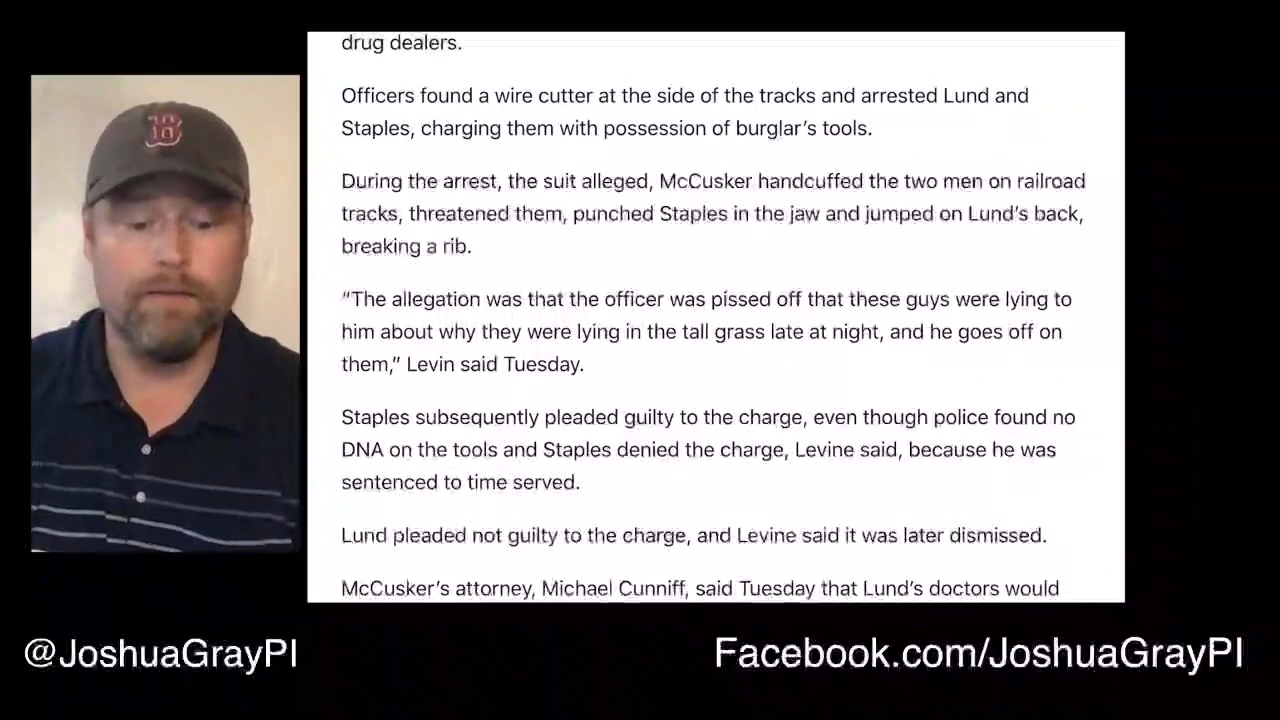 drug dealers.
Officers found a wire cutter at the side of the tracks and arrested Lund and
Staples, charging them with possession of burglar’s tools.
During the arrest, the suit alleged, McCusker handcuffed the two men on railroad
tracks, threatened them, punched Staples in the jaw and jumped on Lund’s back,
breaking a rib.
“The allegation was that the officer was pissed off that these guys were lying to
him about why they were lying in the tall grass late at night, and he goes off on
them,” Levin said Tuesday.
Staples subsequently pleaded guilty to the charge, even though police found no
DNA on the tools and Staples denied the charge, Levine said, because he was
sentenced to time served.
Lund pleaded not guilty to the charge, and Levine said it was later dismissed.
McCusker’s attorney, Michael Cunniff, said Tuesday that Lund’s doctors would
B
@JoshuaGrayPI
Facebook.com/JoshuaGrayPI